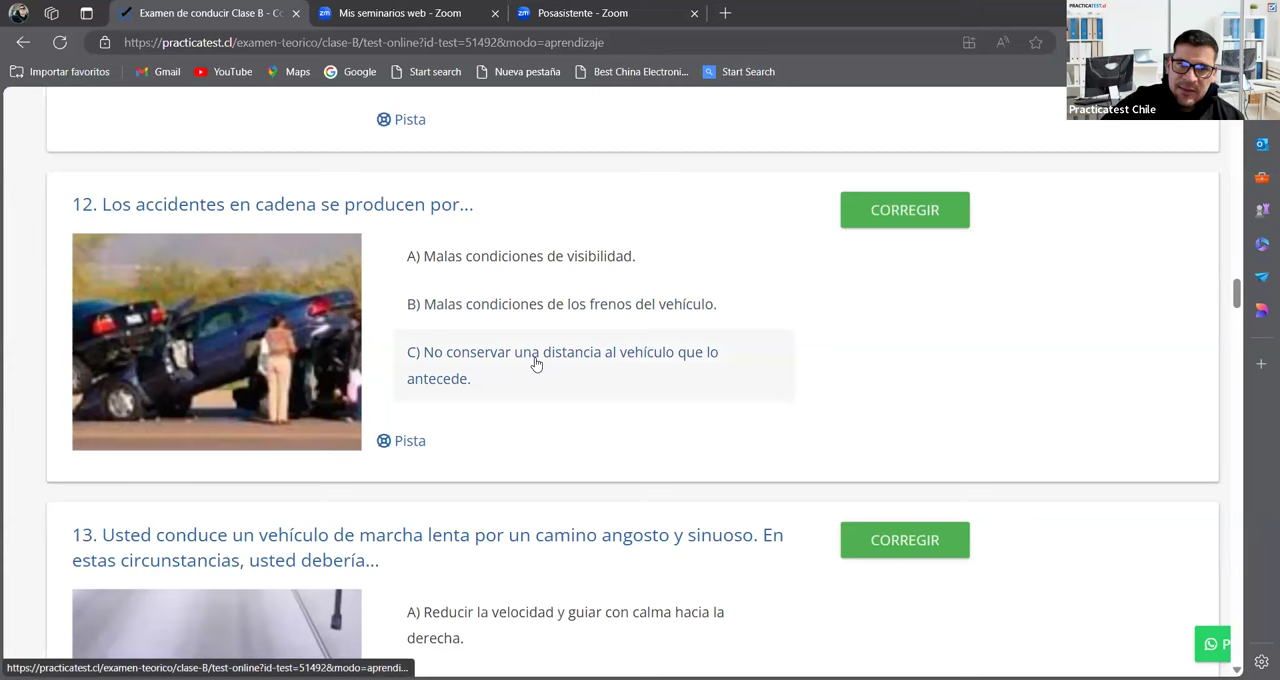 Examen de conducir Clase B - Co
Mis seminarios web - Zoom
Posasistente - Zoom
https://practicatest.cl/examen-teorico/clase-B/test-online?id-test=51492&modo=aprendizaje
Importar favoritos
Gmail
YouTube
Maps
Google
Start search
Nueva pestaña
Best China Electroni...
Start Search
PRACTICATEST.cl
Practicatest Chile
Pista
12. Los accidentes en cadena se producen por...
CORREGIR
A) Malas condiciones de visibilidad.
B) Malas condiciones de los frenos del vehículo.
C) No conservar una distancia al vehículo que lo
antecede.
Pista
13. Usted conduce un vehículo de marcha lenta por un camino angosto y sinuoso. En
estas circunstancias, usted debería...
CORREGIR
A) Reducir la velocidad y guiar con calma hacia la
derecha.
P
https://practicatest.cl/examen-teorico/clase-B/test-online?id-test=51492&modo=aprendi...